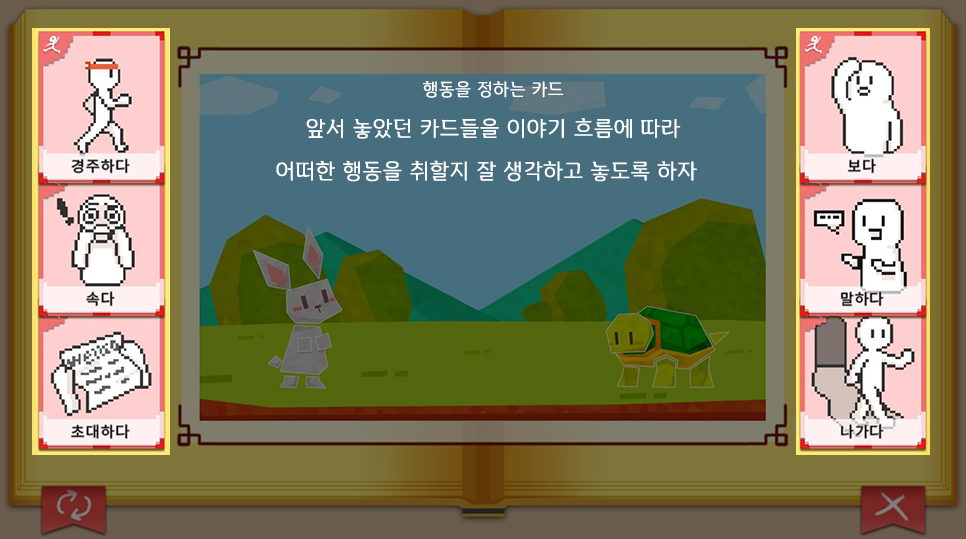 행동을 정하는 카드
앞서 놓았던 카드들을 이야기 흐름에 따라
어떠한 행동을 취할지 잘 생각하고 놓도록 하자
경주하다
속다
Hello
초대하다
보다
말하다
나가다